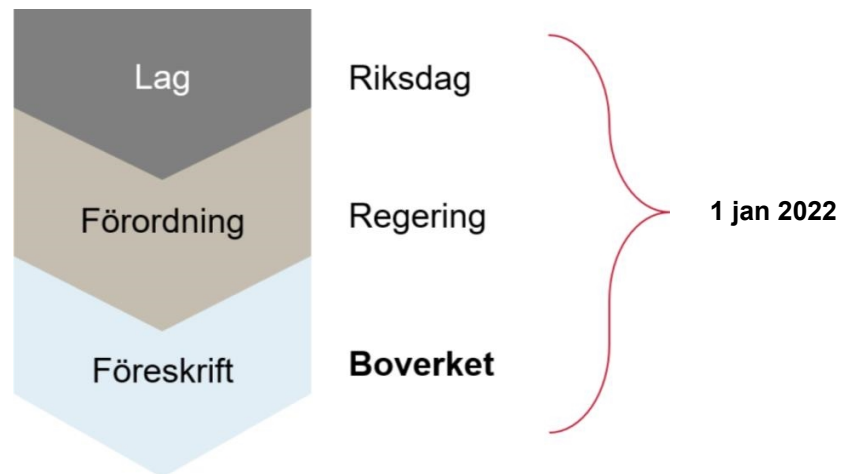 Lag
Riksdag
Förordning
Regering
1 jan 2022
Föreskrift
Boverket